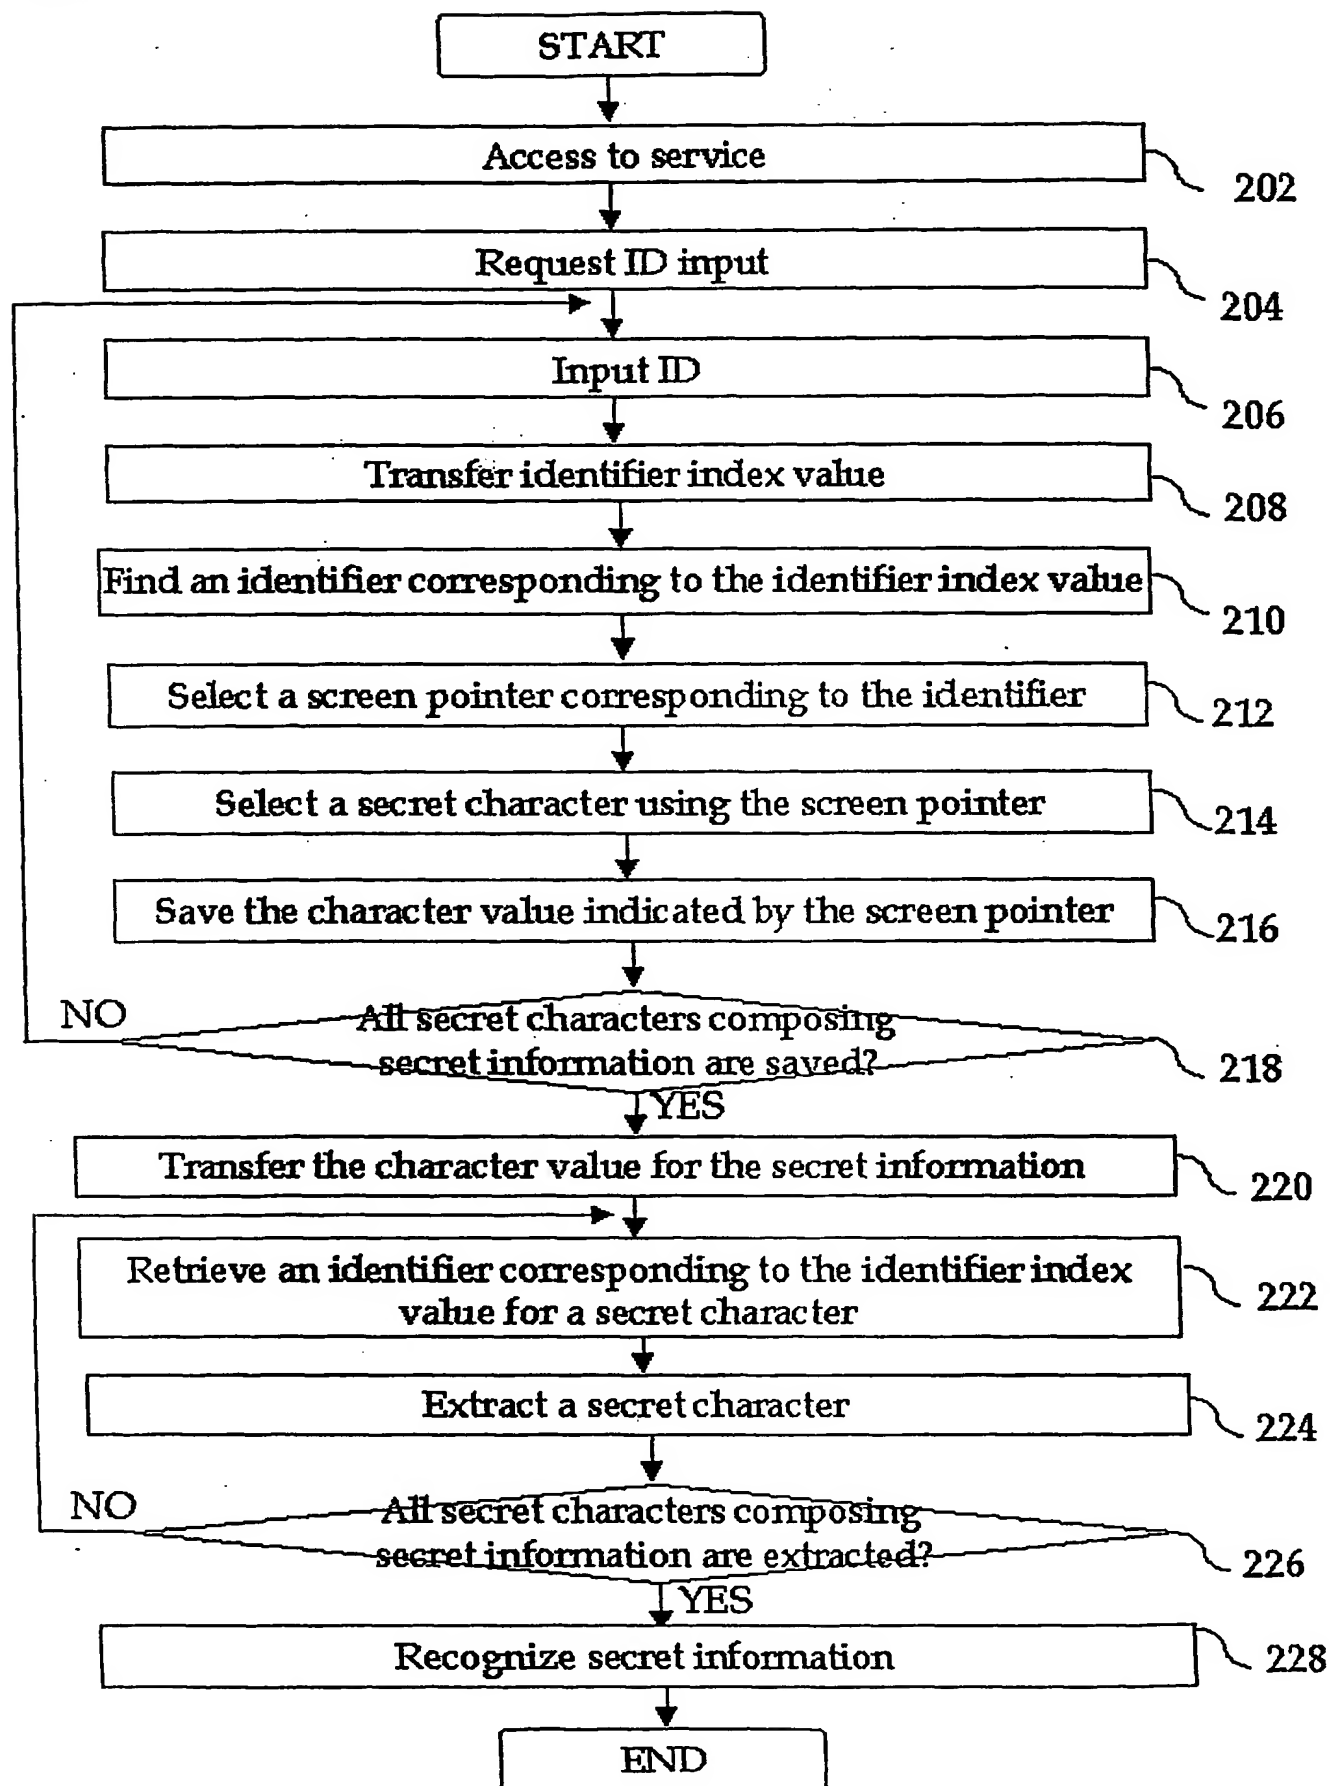 START
Access to service
202
Request ID input
204
Input ID
206
Transfer identifier index value
208
Find an identifier corresponding to the identifier index value
210
Select a screen pointer corresponding to the identifier
212
Select a secret character using the screen pointer
214
Save the character value indicated by the screen pointer
216
NO
All secret characters composing
secret information are saved?
218
YES
Transfer the character value for the secret information
220
Retrieve an identifier corresponding to the identifier index
value for a secret character
222
Extract a secret character
224
NO
All secret characters composing
secret information are extracted?
226
YES
Recognize secret information
228
END